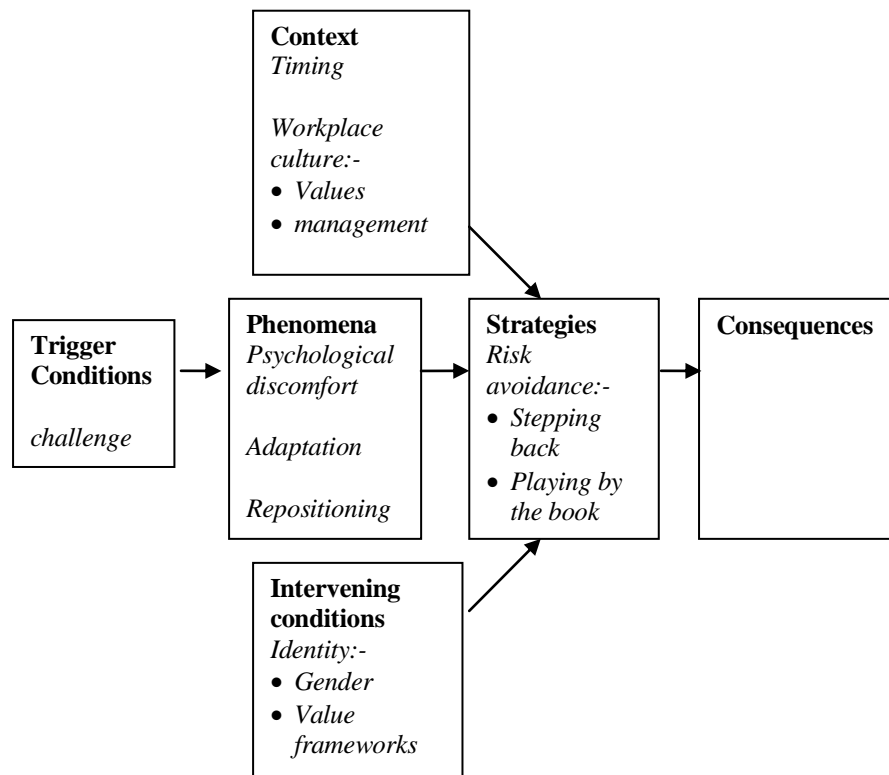 Context
Timing
Workplace
culture:-
• Values
• management
Trigger
Conditions
challenge
Phenomena
Psychological
discomfort
Adaptation
Repositioning
Strategies
Risk
avoidance:-
• Stepping
back
• Playing by
the book
Consequences
Intervening
conditions
Identity:-
• Gender
• Value
frameworks